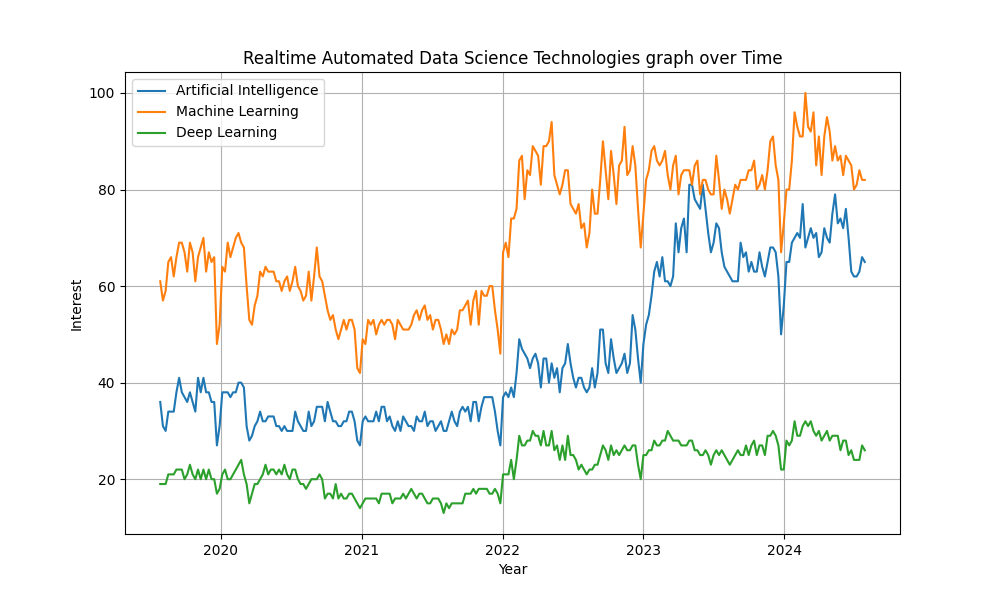 Realtime Automated Data Science Technologies graph over Time
Artificial Intelligence
Machine Learning
Deep Learning
100
80
60
40
20
Interest
2020 2021 2022 2023 2024
Year